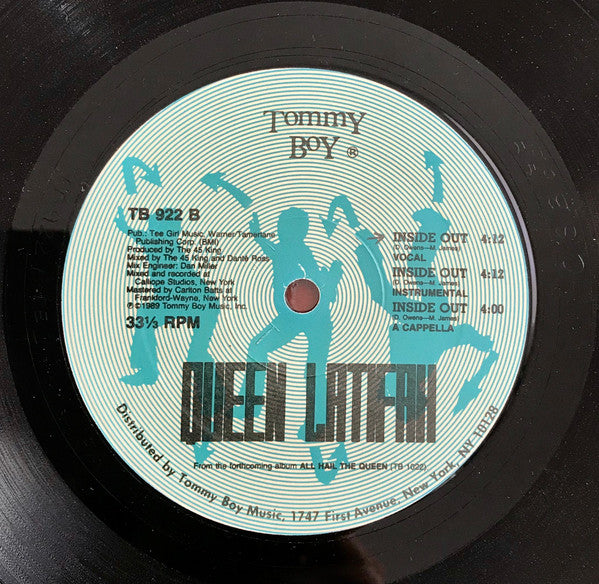 Tommy
Boy ®
TB 922 B
Pub.: Tee Girl Music: Warner/Tamerlane
Publishing Corp. (BMI)
Produced by The 45 King
Mixed by The 45 King and Danté Ross
Mix Engineer: Dan Miller
Mixed and recorded at
Calliope Studios, New York
Mastered by Carlton Batts at
Frankford-Wayne, New York
℗©1989 Tommy Boy Music, Inc.
33⅓ RPM
INSIDE OUT 4:12
(D. Owens—M. James)
VOCAL
INSIDE OUT 4:12
(D. Owens—M. James)
INSTRUMENTAL
INSIDE OUT 4:00
(D. Owens—M. James)
A CAPPELLA
QUEEN LATIFAH
From the forthcoming album ALL HAIL THE QUEEN (TB 1022)
Distributed by Tommy Boy Music, 1747 First Avenue, New York, NY 10128